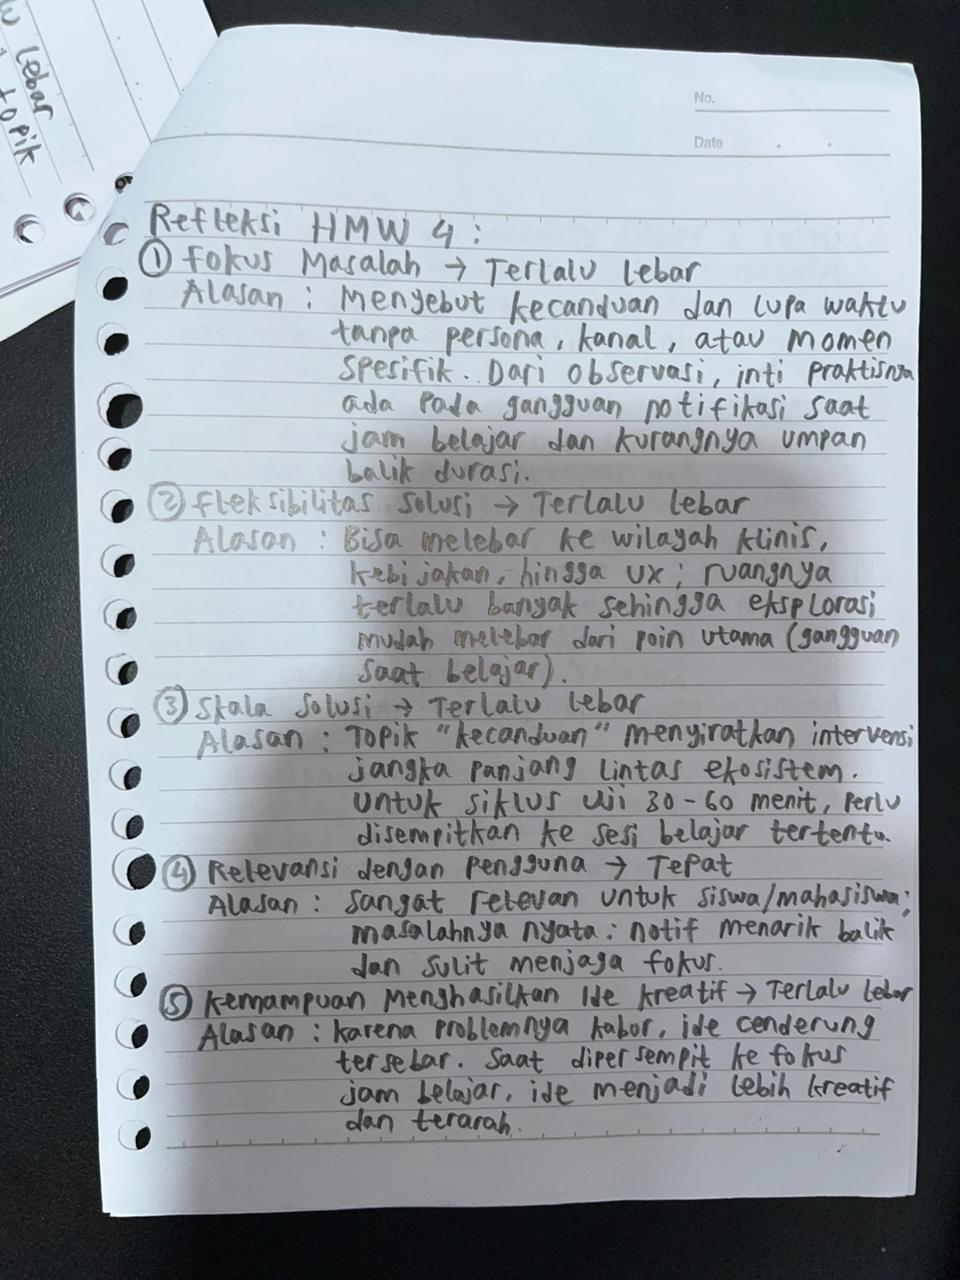 lebar
topik
No.
Date
Refleksi HMW 4 :
① Fokus Masalah → Terlalu lebar
Alasan : Menyebut kecanduan dan lupa waktu
tanpa persona, kanal, atau momen
spesifik. Dari observasi, inti praktisnya
ada pada gangguan notifikasi saat
jam belajar dan kurangnya umpan
balik durasi.
② Fleksibilitas Solusi → Terlalu lebar
Alasan : Bisa melebar ke wilayah klinis,
kebijakan, hingga UX; ruangnya
terlalu banyak sehingga eksplorasi
mudah melebar dari poin utama (gangguan
saat belajar).
③ Skala Solusi → Terlalu lebar
Alasan : Topik "kecanduan" menyiratkan intervensi
jangka panjang lintas ekosistem.
Untuk siklus uji 30-60 menit, perlu
disempitkan ke sesi belajar tertentu.
④ Relevansi dengan pengguna → Tepat
Alasan : Sangat relevan untuk siswa/mahasiswa;
masalahnya nyata: notif menarik balik
dan sulit menjaga fokus.
⑤ Kemampuan Menghasilkan Ide Kreatif → Terlalu lebar
Alasan : Karena problemnya kabor, ide cenderung
tersebar. Saat dipersempit ke fokus
jam belajar, ide menjadi lebih kreatif
dan terarah.